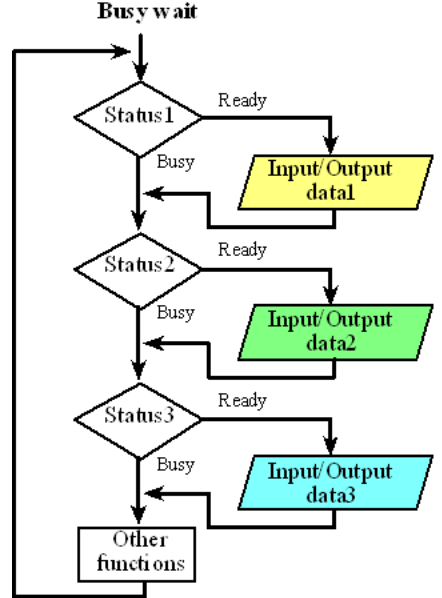 Busy wait
Status1
Ready
Input/Output
data1
Busy
Status2
Ready
Input/Output
data2
Busy
Status3
Ready
Input/Output
data3
Busy
Other
functions